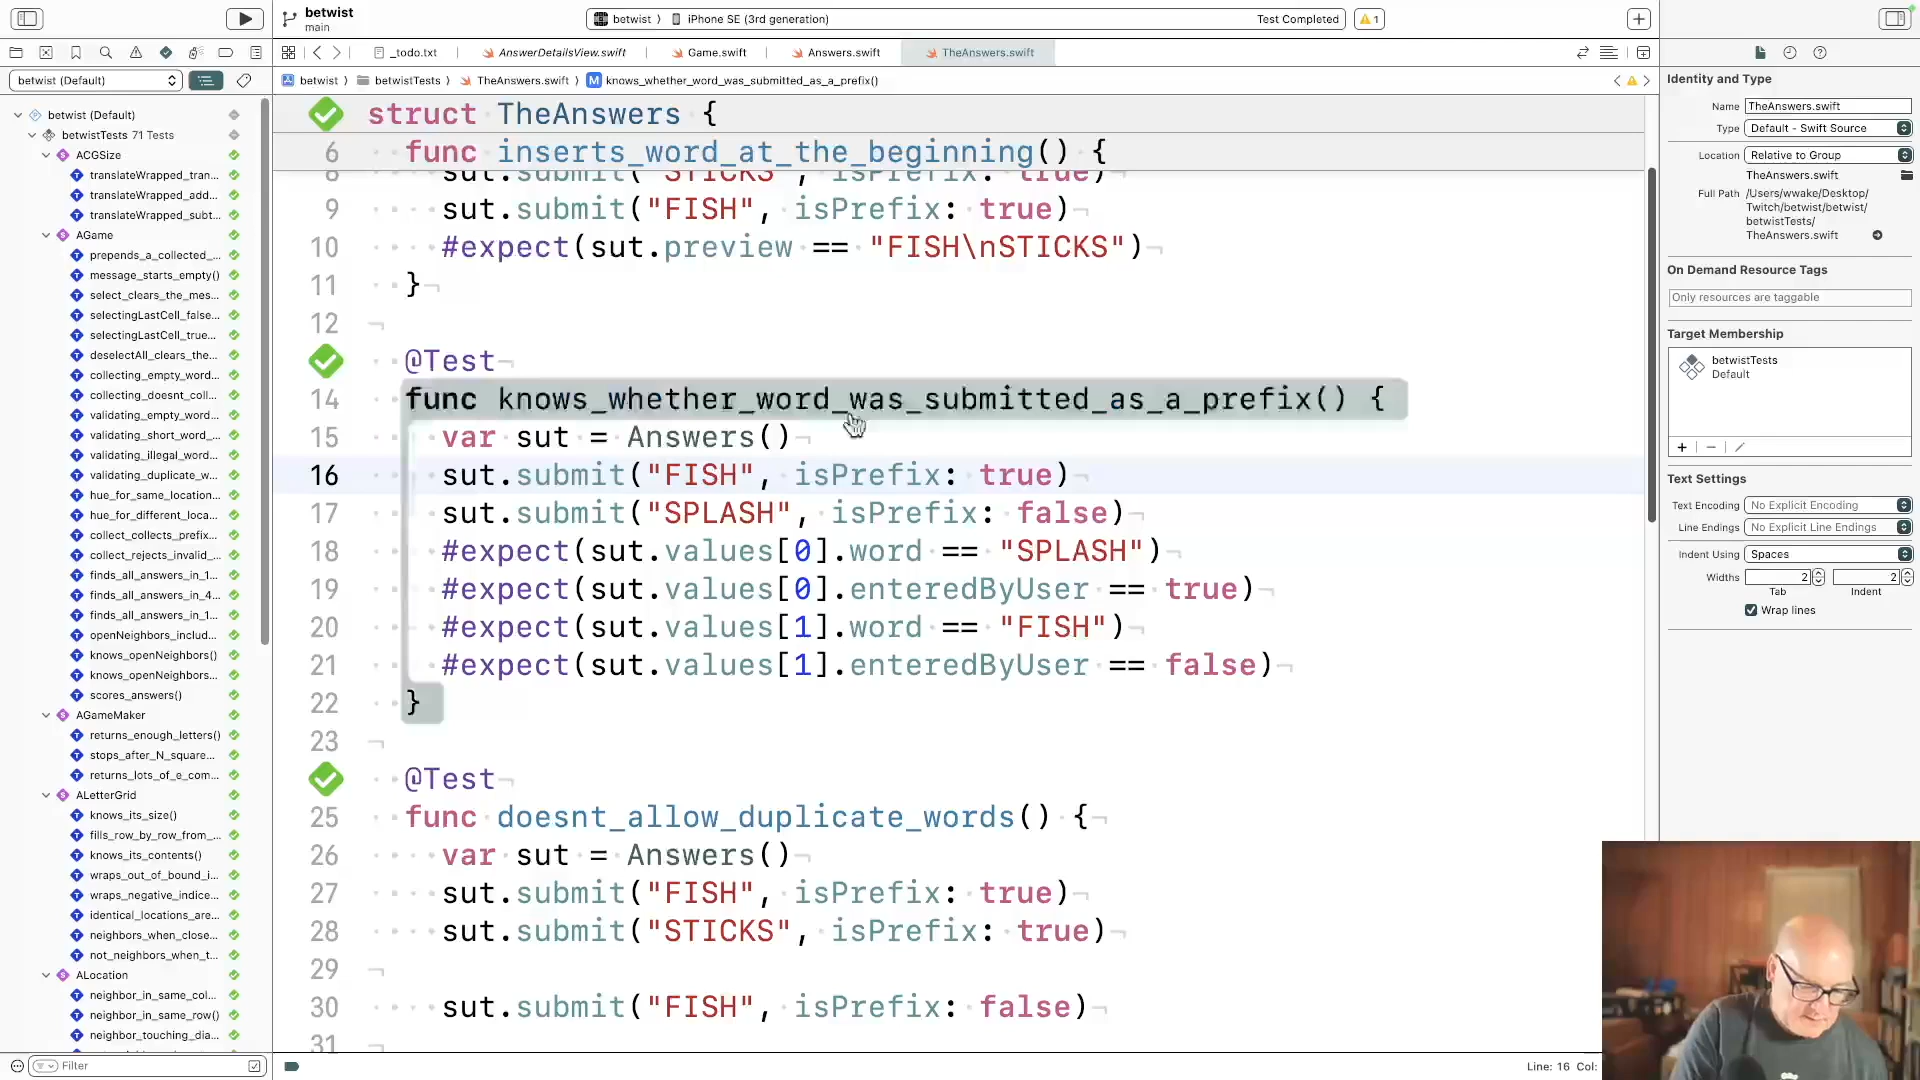 betwist
main
betwist
iPhone SE (3rd generation)
Test Completed
1
_todo.txt
AnswerDetailsView.swift
Game.swift
Answers.swift
TheAnswers.swift
betwist (Default)
betwist
betwistTests
TheAnswers.swift
M
knows_whether_word_was_submitted_as_a_prefix()
betwist (Default)
betwistTests 71 Tests
ACGSize
translateWrapped_tran...
translateWrapped_add...
translateWrapped_subt...
AGame
prepends_a_collected_...
message_starts_empty()
select_clears_the_mes...
selectingLastCell_false...
selectingLastCell_true...
deselectAll_clears_the...
collecting_empty_word...
collecting_doesnt_coll...
validating_empty_word...
validating_short_word_...
validating_illegal_word...
validating_duplicate_w...
hue_for_same_location...
hue_for_different_loca...
collect_collects_prefix...
collect_rejects_invalid_...
finds_all_answers_in_1...
finds_all_answers_in_4...
finds_all_answers_in_1...
openNeighbors_includ...
knows_openNeighbors()
knows_openNeighbors...
scores_answers()
AGameMaker
returns_enough_letters()
stops_after_N_square...
returns_lots_of_e_com...
ALetterGrid
knows_its_size()
fills_row_by_row_from_...
knows_its_contents()
wraps_out_of_bound_i...
wraps_negative_indice...
identical_locations_are...
neighbors_when_close...
not_neighbors_when_t...
ALocation
neighbor_in_same_col...
neighbor_in_same_row()
neighbor_touching_dia...
Filter
struct TheAnswers {
6 func inserts_word_at_the_beginning() {
8 sut.submit("STICKS", isPrefix: true)
9 sut.submit("FISH", isPrefix: true)
10 #expect(sut.preview == "FISH\nSTICKS")
11 }
12
@Test
14 func knows_whether_word_was_submitted_as_a_prefix() {
15 var sut = Answers()
16 sut.submit("FISH", isPrefix: true)
17 sut.submit("SPLASH", isPrefix: false)
18 #expect(sut.values[0].word == "SPLASH")
19 #expect(sut.values[0].enteredByUser == true)
20 #expect(sut.values[1].word == "FISH")
21 #expect(sut.values[1].enteredByUser == false)
22 }
23
@Test
25 func doesnt_allow_duplicate_words() {
26 var sut = Answers()
27 sut.submit("FISH", isPrefix: true)
28 sut.submit("STICKS", isPrefix: true)
29
30 sut.submit("FISH", isPrefix: false)
31
Line: 16 Col:
Identity and Type
Name TheAnswers.swift
Type Default - Swift Source
Location Relative to Group
TheAnswers.swift
Full Path /Users/wwake/Desktop/
Twitch/betwist/betwist/
betwistTests/
TheAnswers.swift
On Demand Resource Tags
Only resources are taggable
Target Membership
betwistTests
Default
Text Settings
Text Encoding No Explicit Encoding
Line Endings No Explicit Line Endings
Indent Using Spaces
Widths 2 2
Tab Indent
Wrap lines